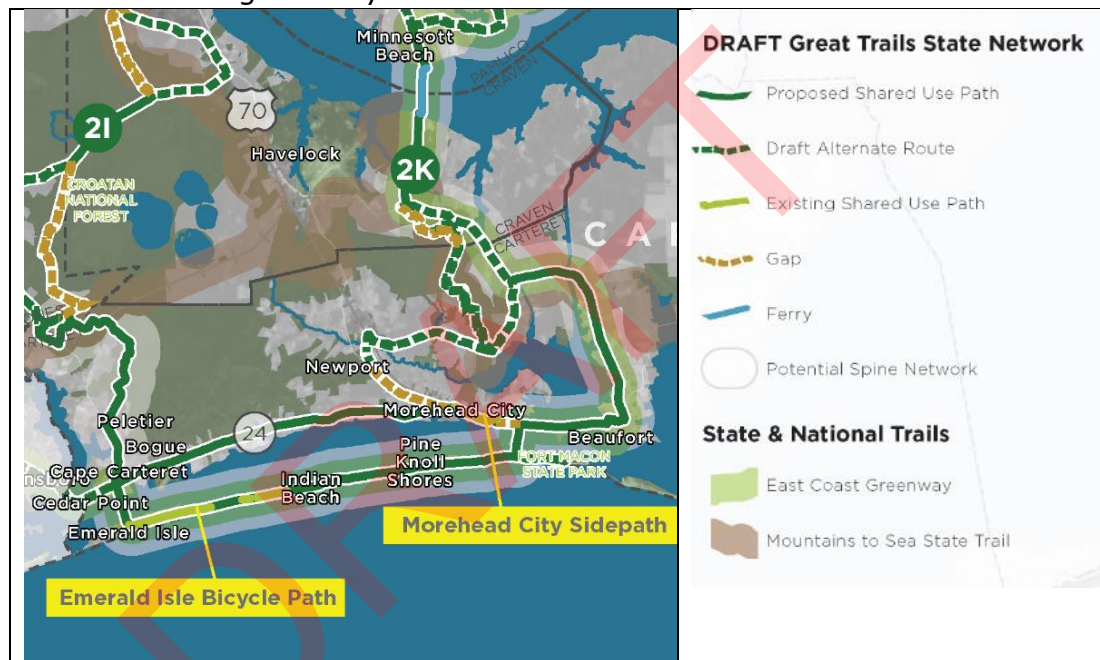 Minnesott
Beach
PAMLICO
CRAVEN
70
2I
Havelock
2K
CROATAN
NATIONAL
FOREST
CRAVEN
CARTERET
CA
Newport
Morehead City
Peletier
Bogue
24
Pine
Knoll
Shores
Beaufort
FORT MACON
STATE PARK
Cape Carteret
Cedar Point
Indian
Beach
Emerald Isle
Morehead City Sidepath
Emerald Isle Bicycle Path
DRAFT
DRAFT Great Trails State Network
Proposed Shared Use Path
Draft Alternate Route
Existing Shared Use Path
Gap
Ferry
Potential Spine Network
State & National Trails
East Coast Greenway
Mountains to Sea State Trail